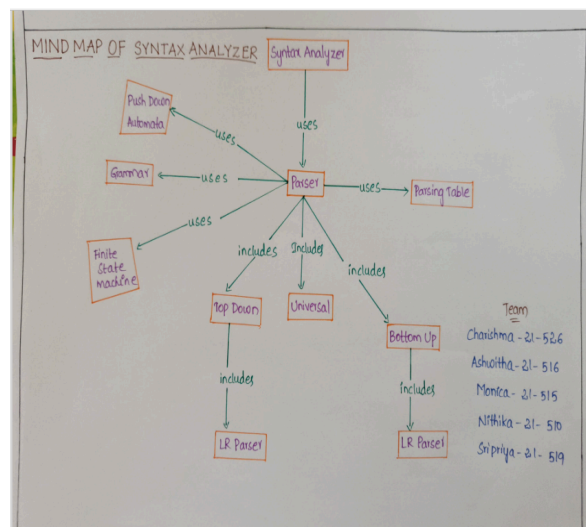 MIND MAP OF SYNTAX ANALYZER
Syntax Analyzer
uses
Push Down
Automata
uses
Grammar
uses
Parser
uses
Parsing Table
uses
Finite
State
machine
includes
Includes
includes
Top Down
Universal
Bottom Up
includes
includes
LR Parser
LR Parser
Team
Charishma-21-526
Ashwitha-21-516
Monica-21-515
Nithika-21-510
Sripriya-21-519